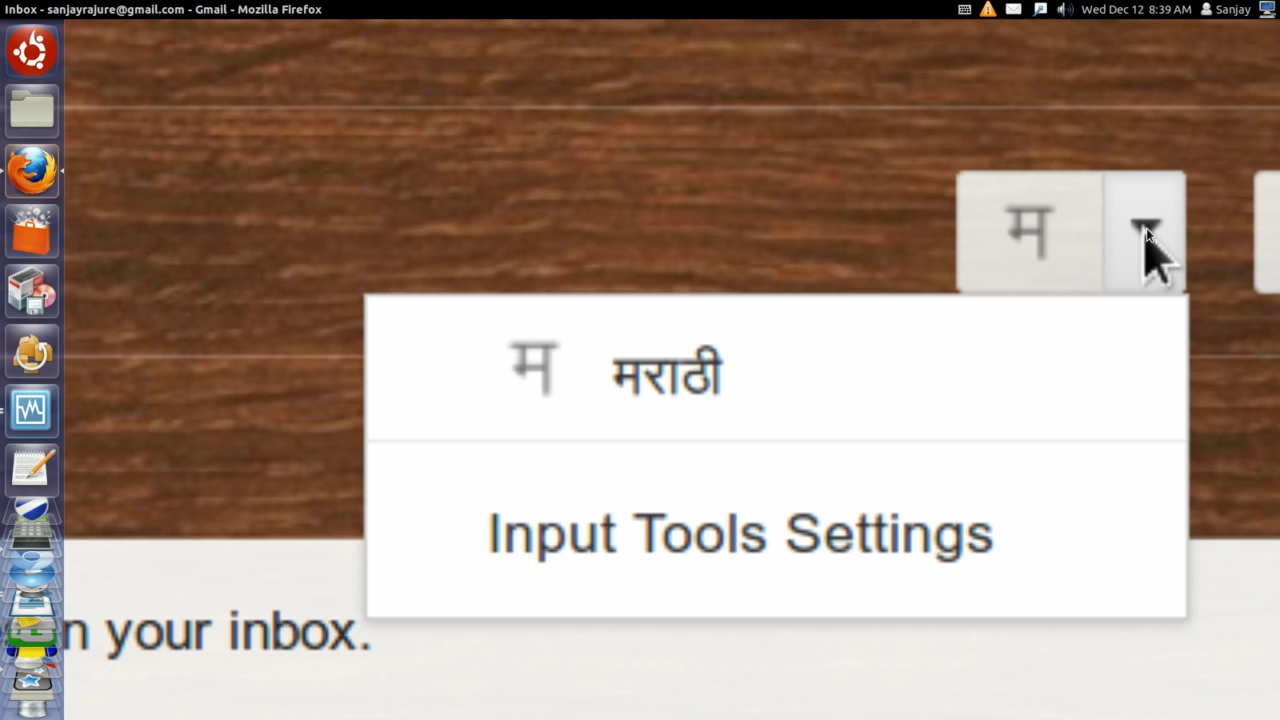 Inbox - sanjayrajure@gmail.com - Gmail - Mozilla Firefox
Wed Dec 12 8:39 AM Sanjay
म
म मराठी
Input Tools Settings
n your inbox.